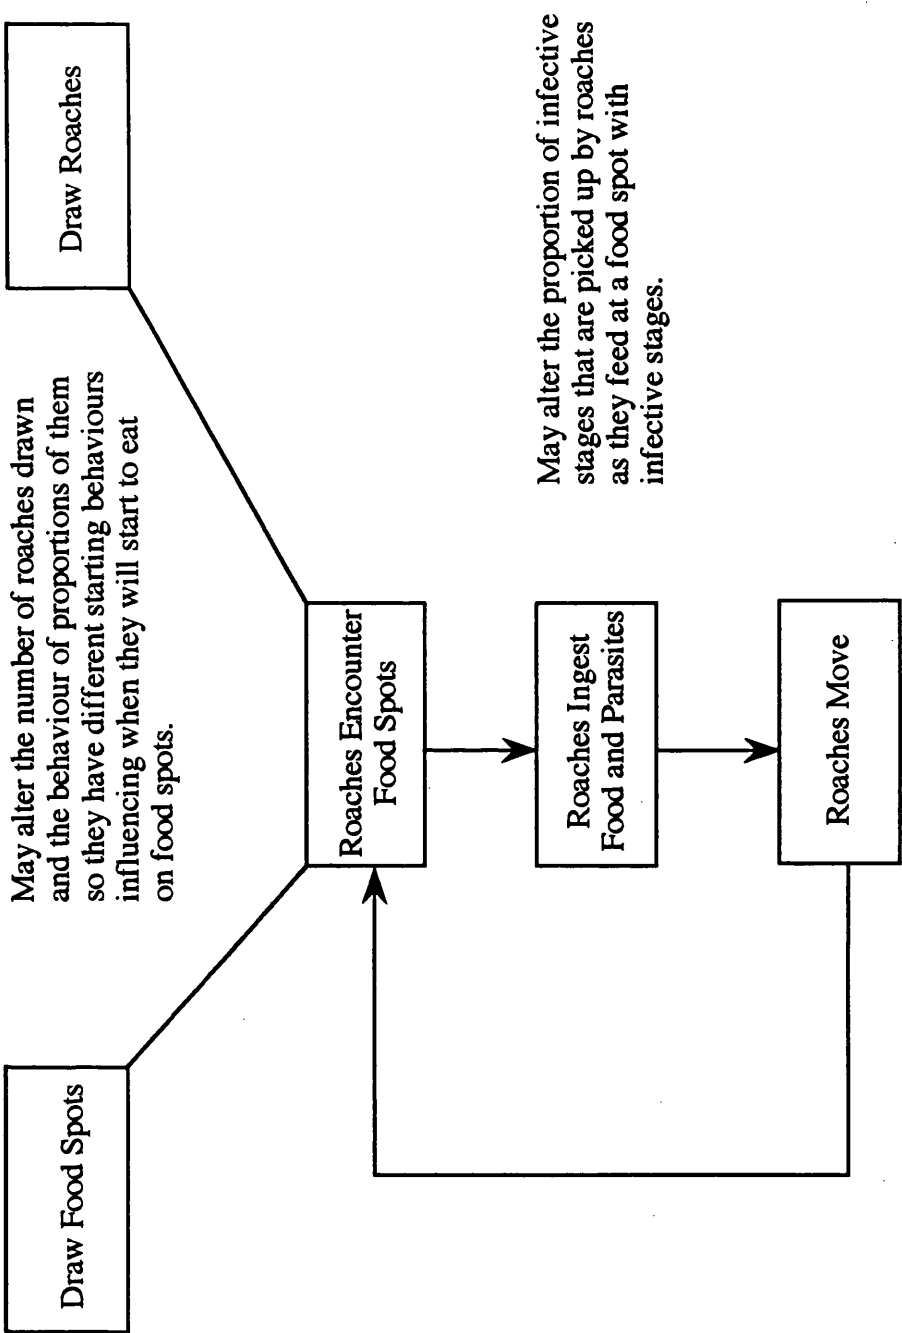 Draw Food Spots
May alter the number of roaches drawn
and the behaviour of proportions of them
so they have different starting behaviours
influencing when they will start to eat
on food spots.
Draw Roaches
Roaches Encounter
Food Spots
Roaches Ingest
Food and Parasites
May alter the proportion of infective
stages that are picked up by roaches
as they feed at a food spot with
infective stages.
Roaches Move